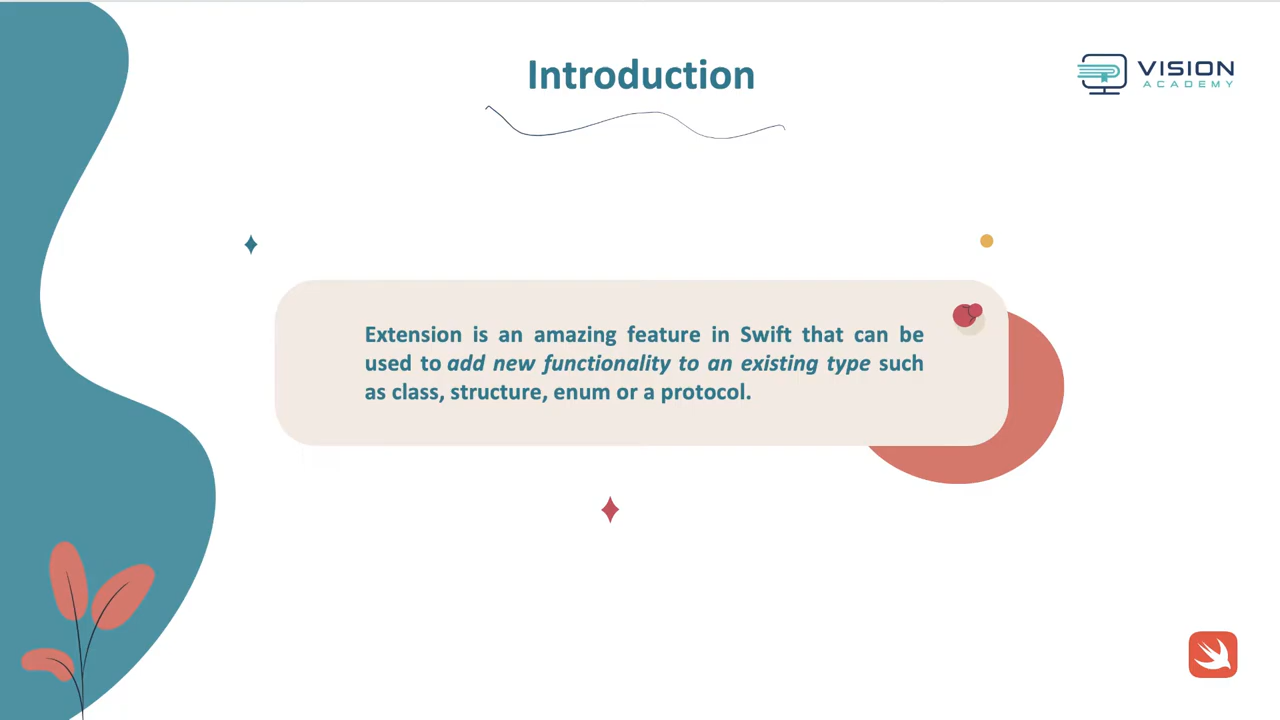 Introduction
VISION
ACADEMY
Extension is an amazing feature in Swift that can be
used to add new functionality to an existing type such
as class, structure, enum or a protocol.